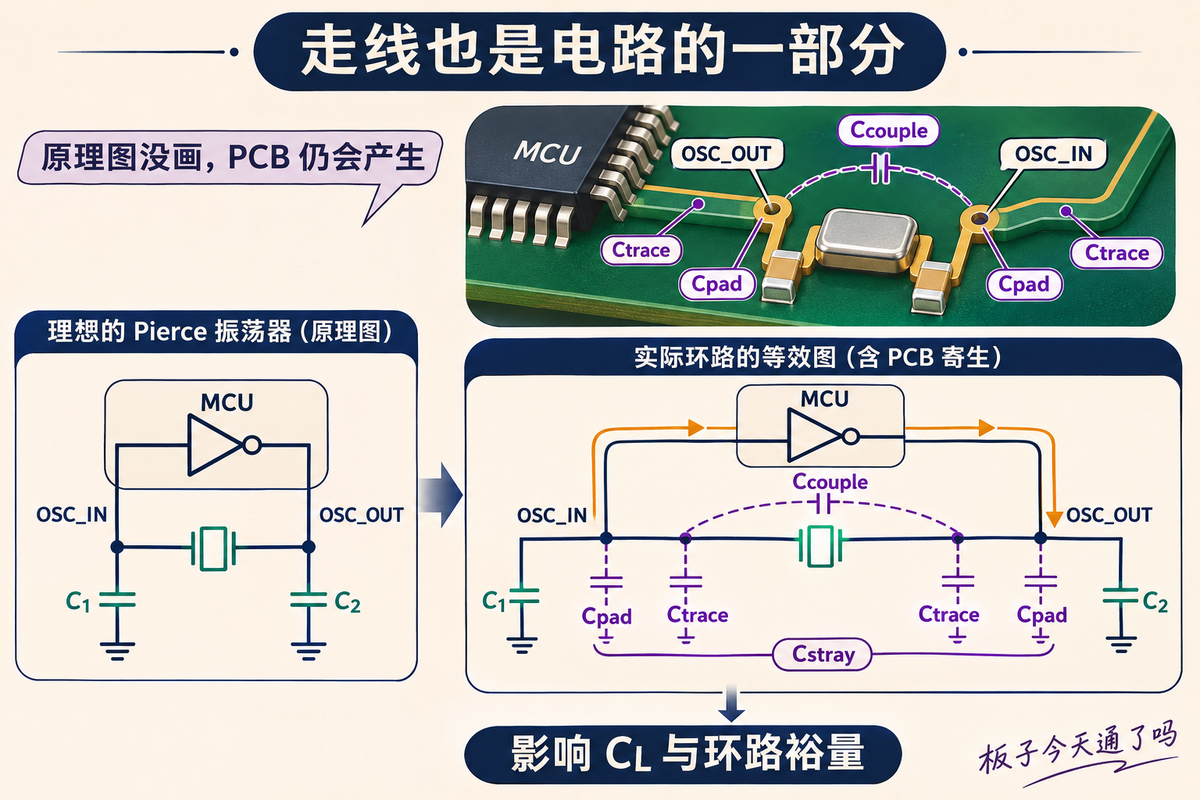 走线也是电路的一部分
原理图没画，PCB 仍会产生
MCU
OSC_OUT
Ccouple
OSC_IN
Ctrace
Cpad
Cpad
Ctrace
理想的 Pierce 振荡器（原理图）
MCU
OSC_IN
OSC_OUT
C1
C2
实际环路的等效图（含 PCB 寄生）
MCU
Ccouple
OSC_IN
OSC_OUT
C1
Cpad
Ctrace
Ctrace
Cpad
C2
Cstray
影响 CL 与环路裕量
板子今天通了吗